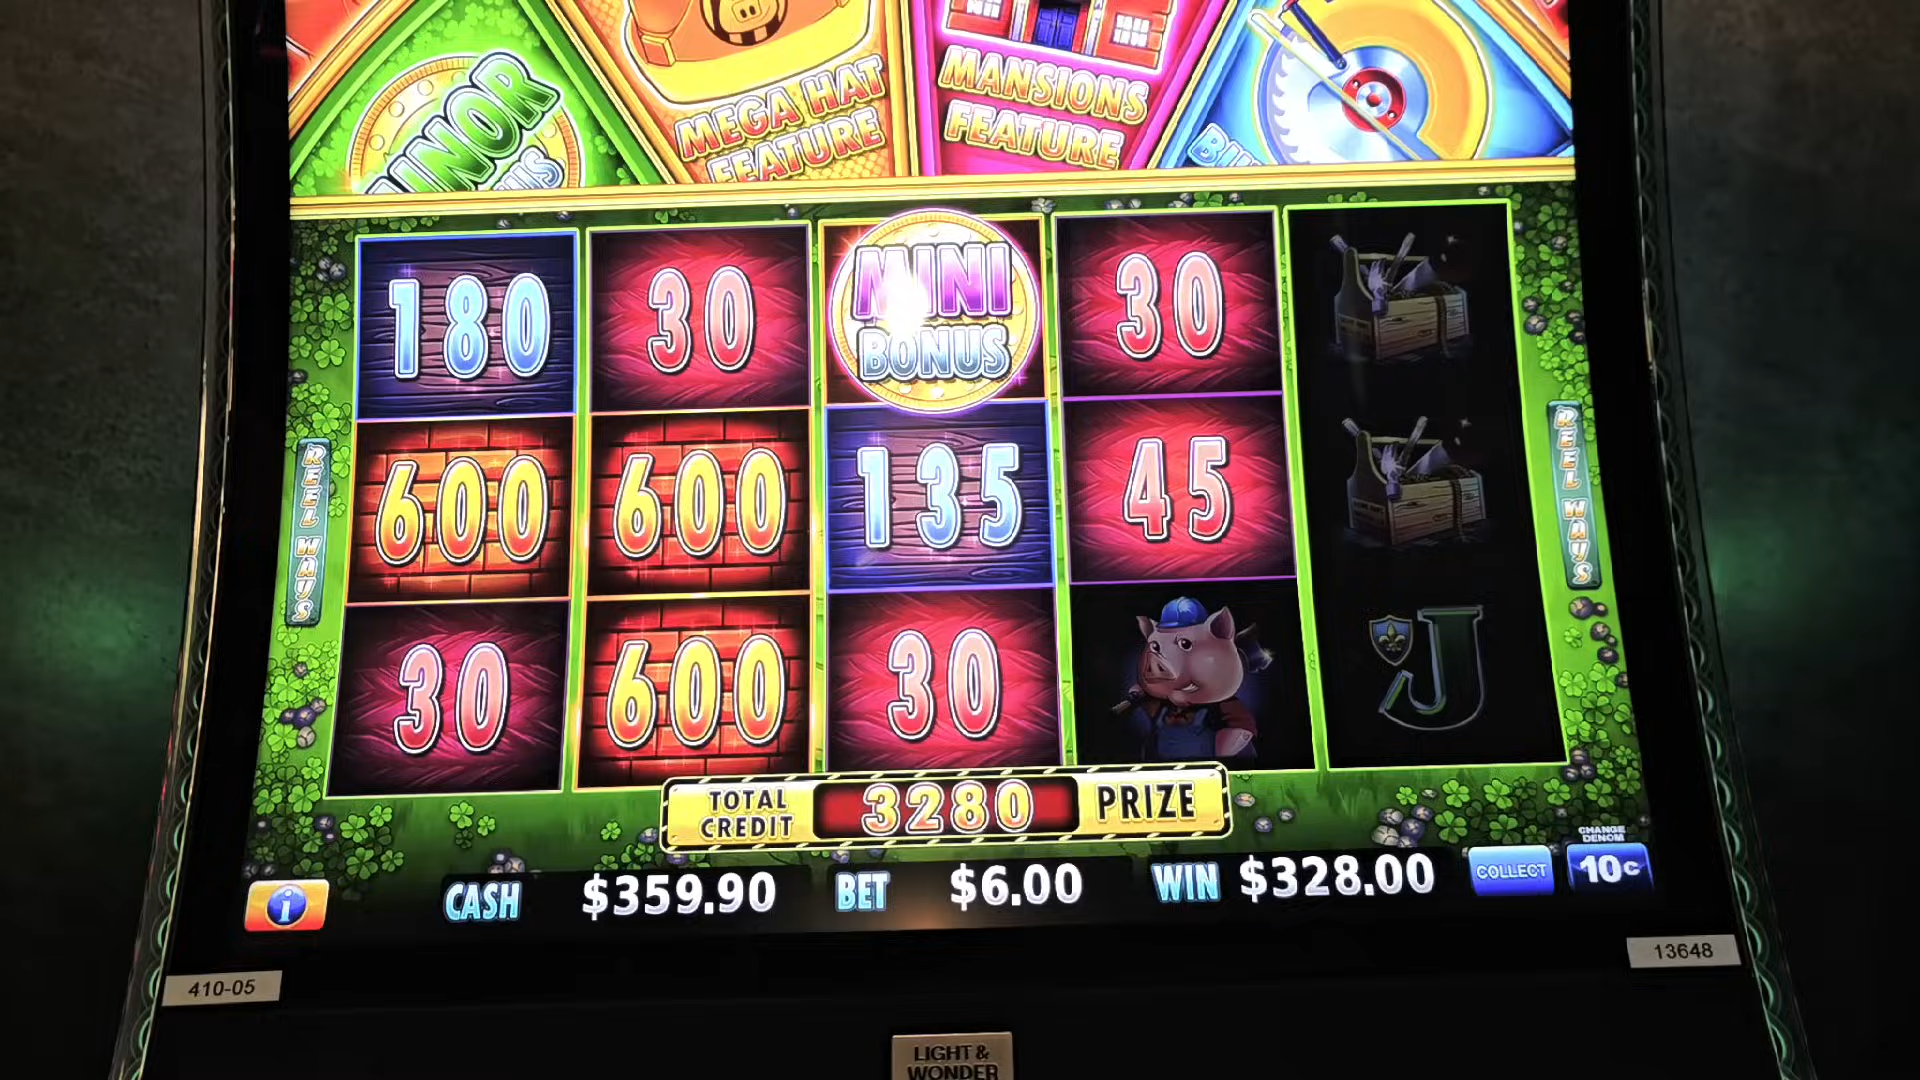 MEGA HAT
FEATURE
MANSIONS
FEATURE
180
30
MINI
BONUS
30
600
600
135
45
30
600
30
J
REEL WAYS
REEL WAYS
TOTAL
CREDIT
3280
PRIZE
CHANGE
DENOM
10¢
COLLECT
CASH
$359.90
BET
$6.00
WIN
$328.00
i
410-05
13648
LIGHT &
WONDER